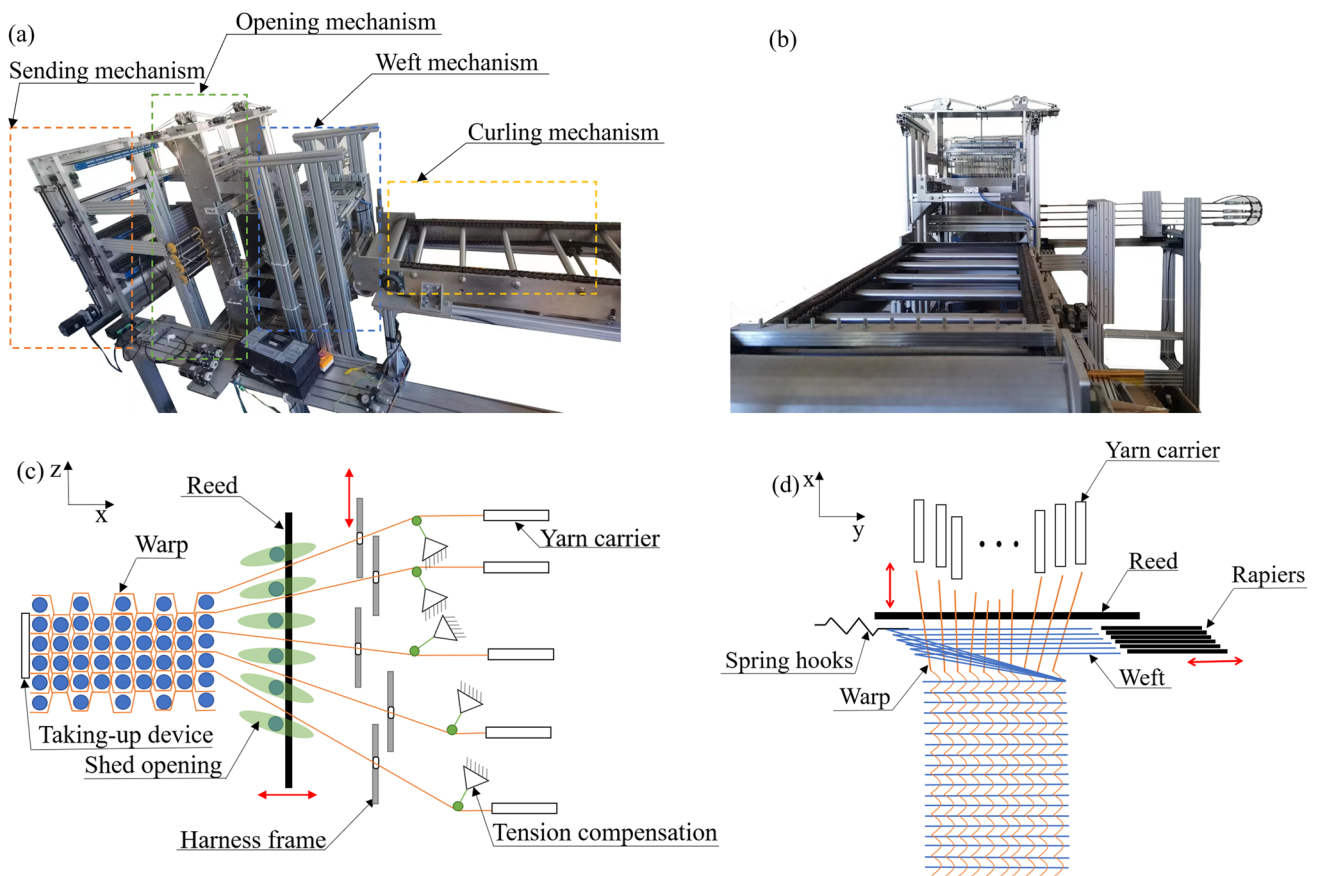 (a)
Opening mechanism
Sending mechanism
Weft mechanism
Curling mechanism
(b)
(c)
z
x
Reed
Warp
Yarn carrier
Taking-up device
Shed opening
Harness frame
Tension compensation
(d)
x
y
Yarn carrier
Reed
Rapiers
Spring hooks
Warp
Weft